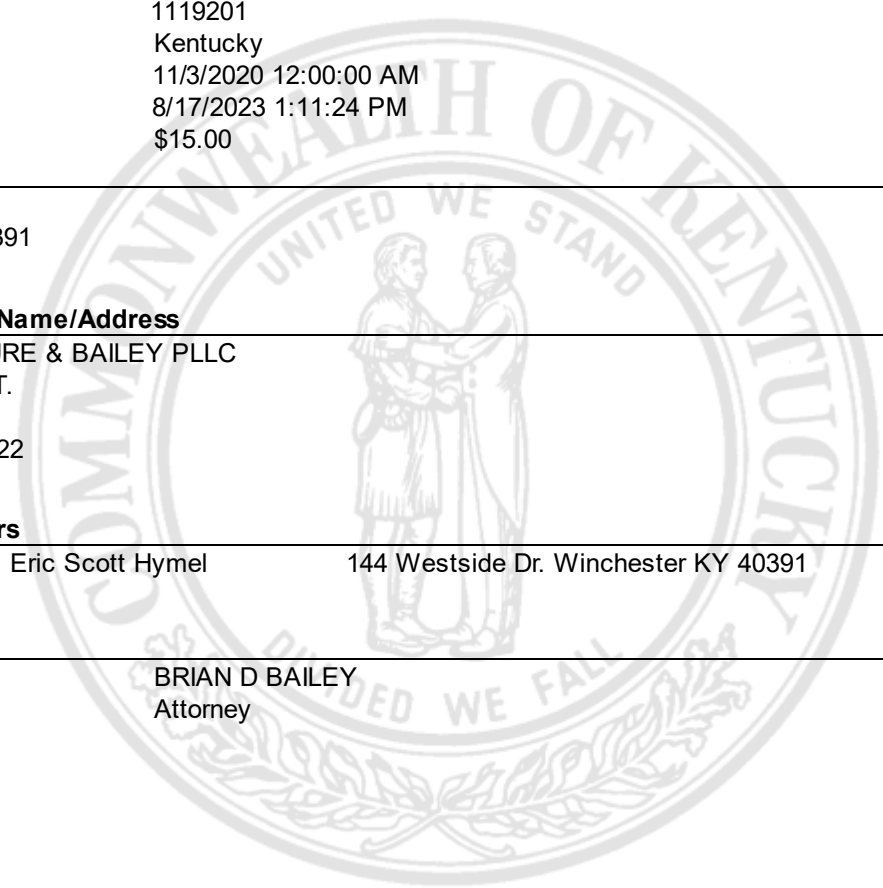 1119201
Kentucky
11/3/2020 12:00:00 AM
8/17/2023 1:11:24 PM
$15.00
391
Name/Address
URE & BAILEY PLLC
T.
22
rs
Eric Scott Hymel 144 Westside Dr. Winchester KY 40391
BRIAN D BAILEY
Attorney
COMMONWEALTH OF KENTUCKY
UNITED WE STAND
DIVIDED WE FALL